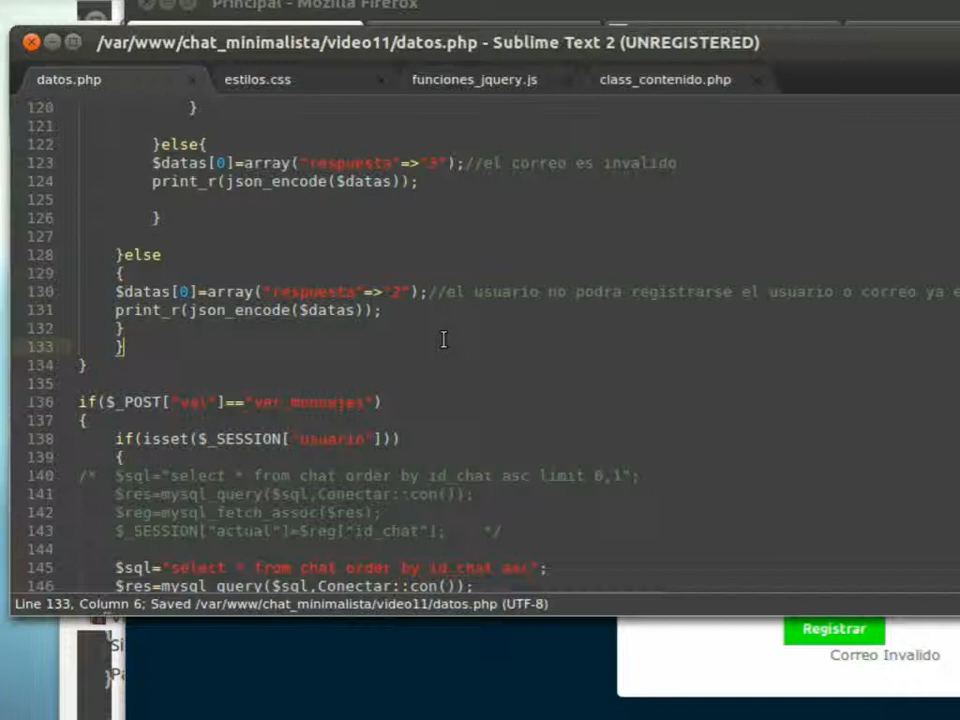 Principal - Mozilla Firefox
/var/www/chat_minimalista/video11/datos.php - Sublime Text 2 (UNREGISTERED)
datos.php × estilos.css × funciones_jquery.js × class_contenido.php ×
120 }
121
122 }else{
123 $datas[0]=array("respuesta"=>"3");//el correo es invalido
124 print_r(json_encode($datas));
125
126 }
127
128 }else
129 {
130 $datas[0]=array("respuesta"=>"2");//el usuario no podra registrarse el usuario o correo ya
131 print_r(json_encode($datas));
132 }
133 }
134 }
135
136 if($_POST["val"]=="ver_mensajes")
137 {
138 if(isset($_SESSION["usuario"]))
139 {
140 /* $sql="select * from chat order by id_chat asc limit 0,1";
141 $res=mysql_query($sql,Conectar::con());
142 $reg=mysql_fetch_assoc($res);
143 $_SESSION["actual"]=$reg["id_chat"]; */
144
145 $sql="select * from chat order by id_chat asc";
146 $res=mysql_query($sql,Conectar::con());
Line 133, Column 6; Saved /var/www/chat_minimalista/video11/datos.php (UTF-8)
Registrar
Correo Invalido